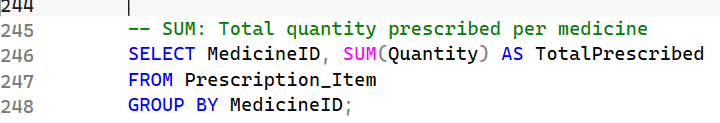 244
245 -- SUM: Total quantity prescribed per medicine
246 SELECT MedicineID, SUM(Quantity) AS TotalPrescribed
247 FROM Prescription_Item
248 GROUP BY MedicineID;